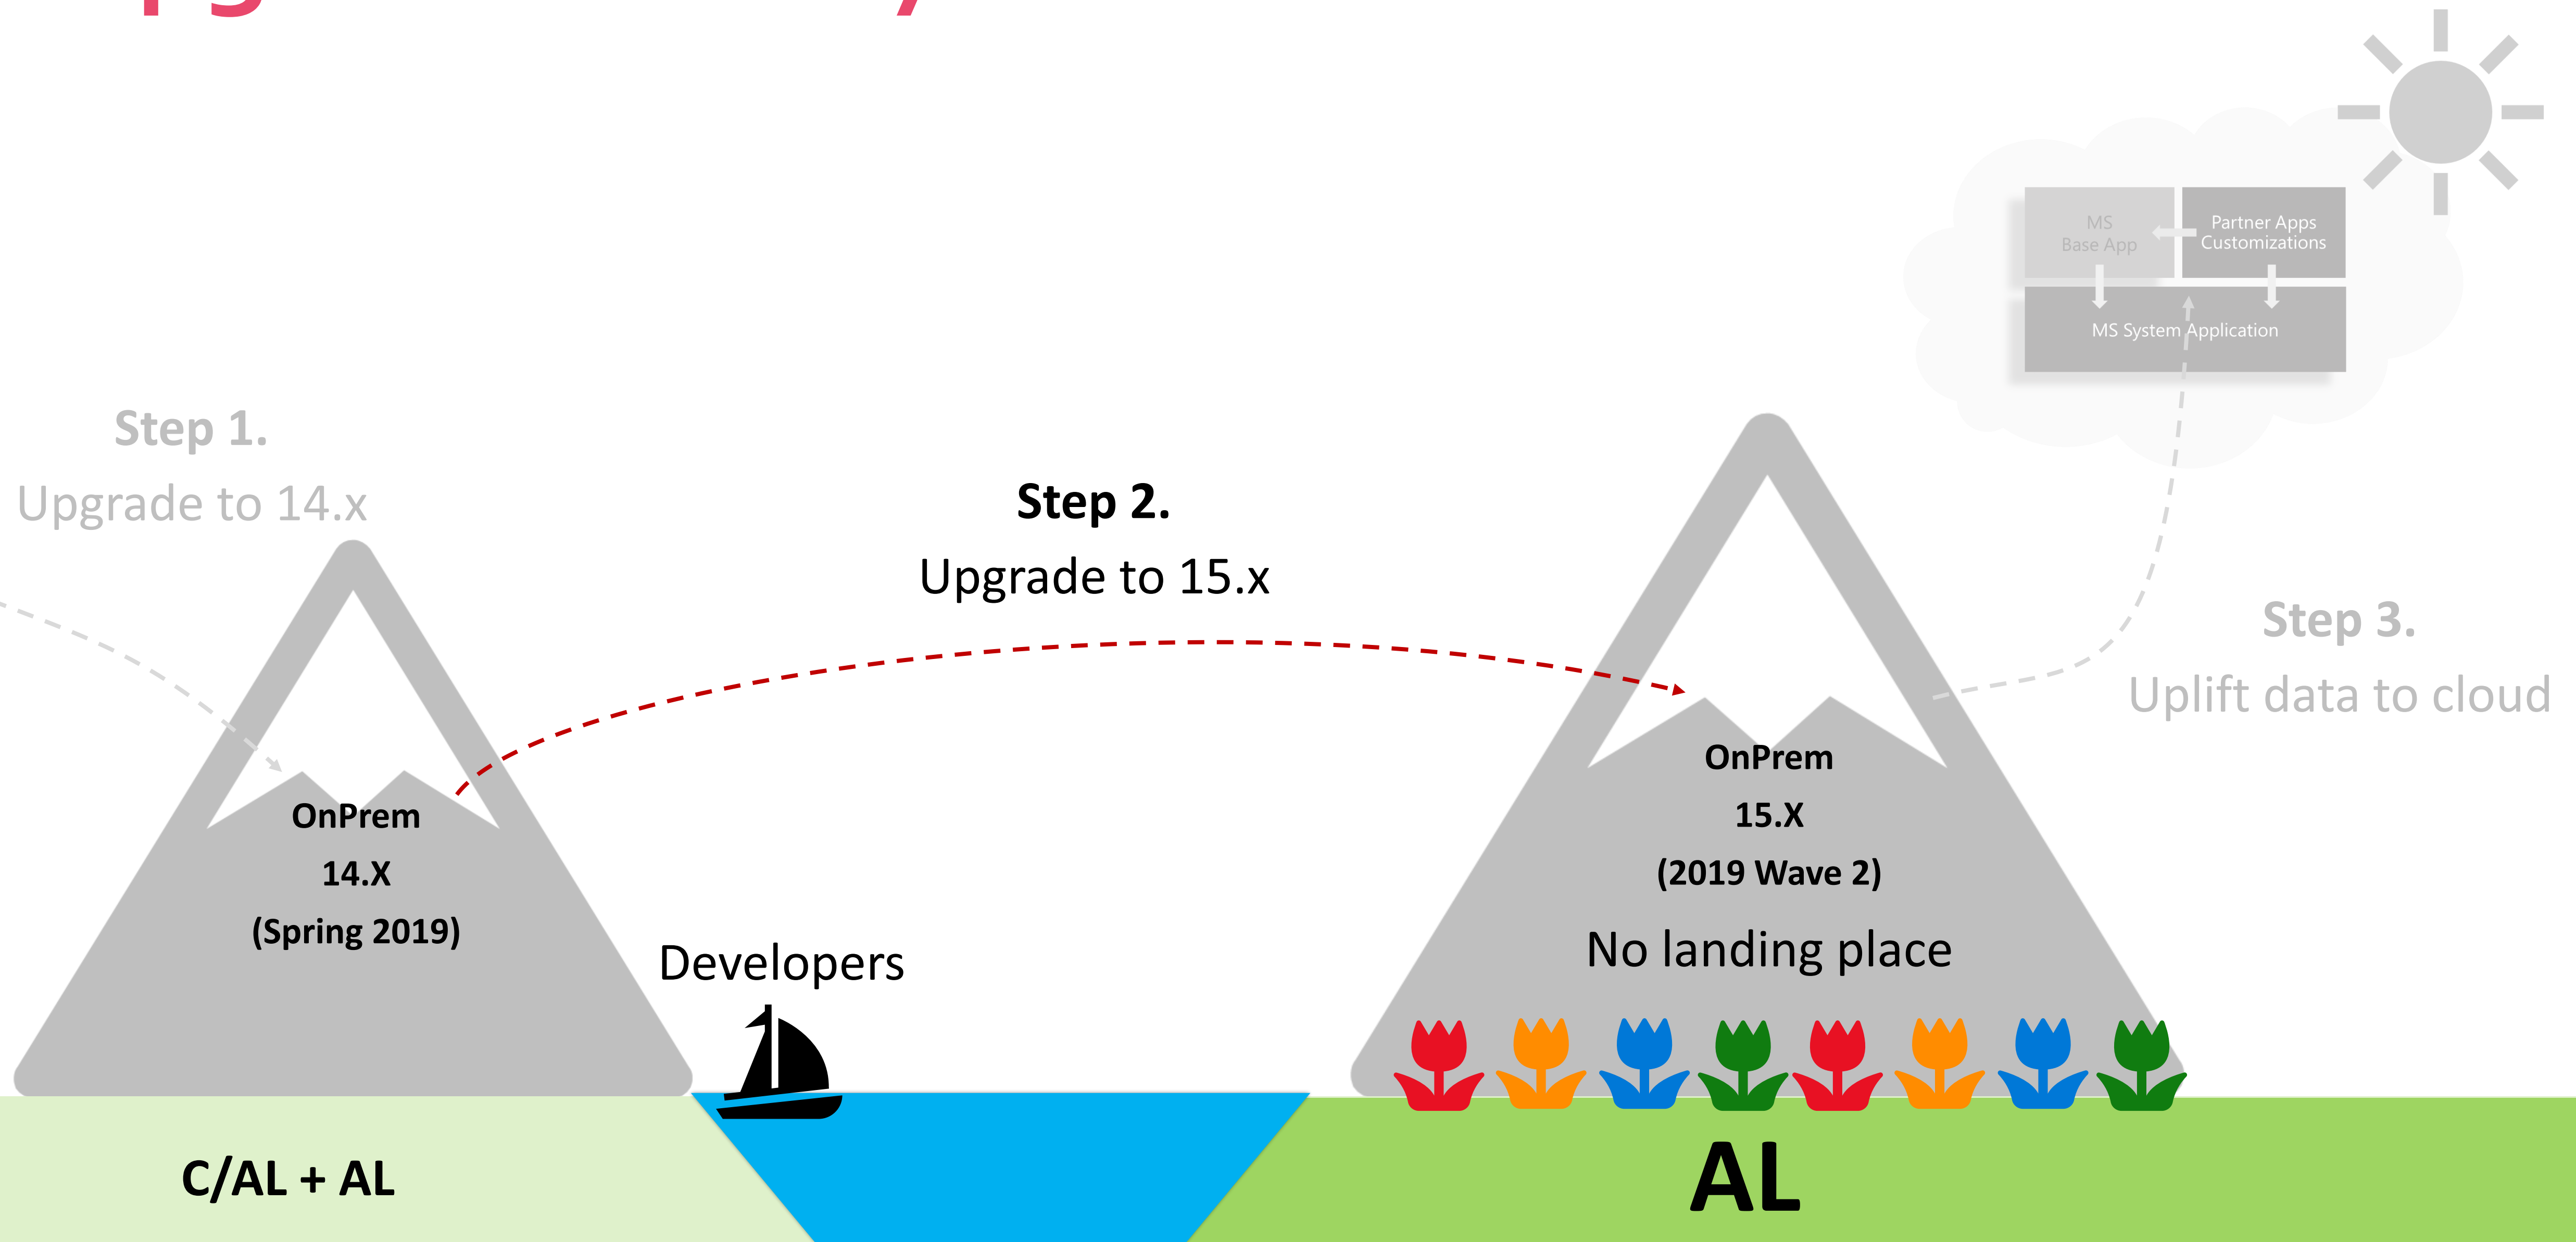 Step 1.
Upgrade to 14.x
Step 2.
Upgrade to 15.x
MS
Base App
Partner Apps
Customizations
MS System Application
Step 3.
Uplift data to cloud
OnPrem
14.X
(Spring 2019)
Developers
OnPrem
15.X
(2019 Wave 2)
No landing place
C/AL + AL
AL